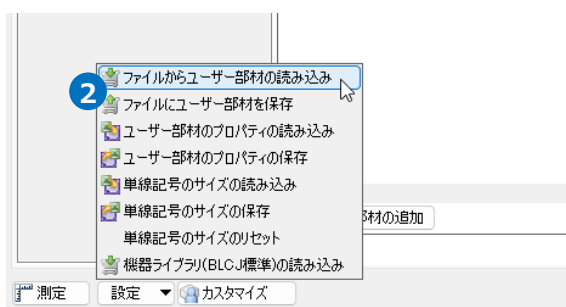 2
ファイルからユーザー部材の読み込み
ファイルにユーザー部材を保存
ユーザー部材のプロパティの読み込み
ユーザー部材のプロパティの保存
単線記号のサイズの読み込み
単線記号のサイズの保存
部材の追加
単線記号のサイズのリセット
機器ライブラリ(BLCJ標準)の読み込み
測定 設定 カスタマイズ